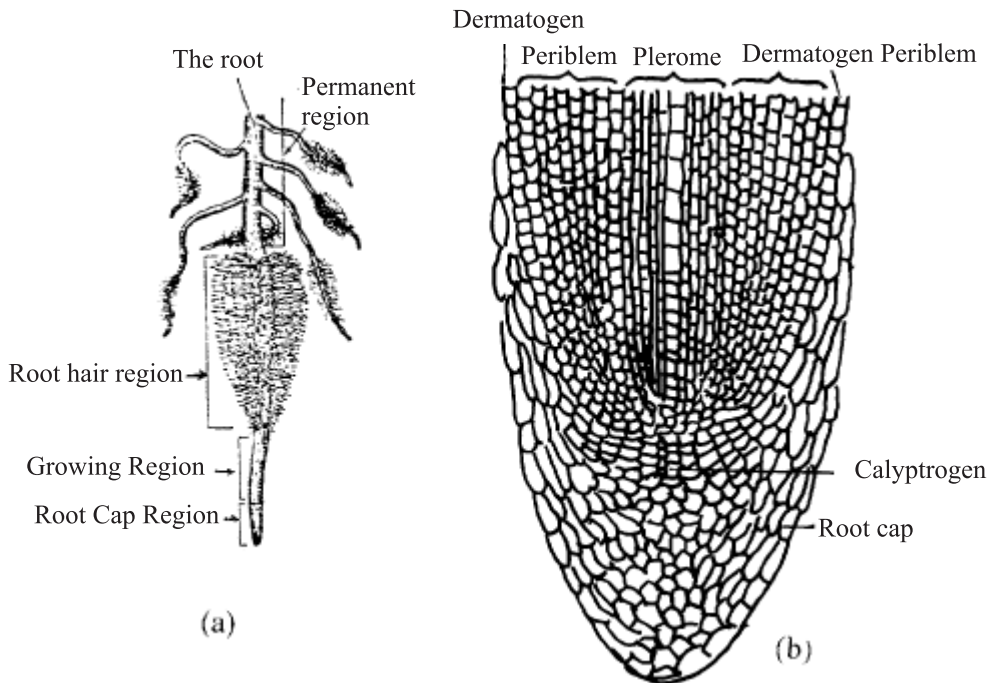 The root
Permanent
region
Root hair region
Growing Region
Root Cap Region
(a)
Dermatogen
Periblem
Plerome
Dermatogen Periblem
Calyptrogen
Root cap
(b)